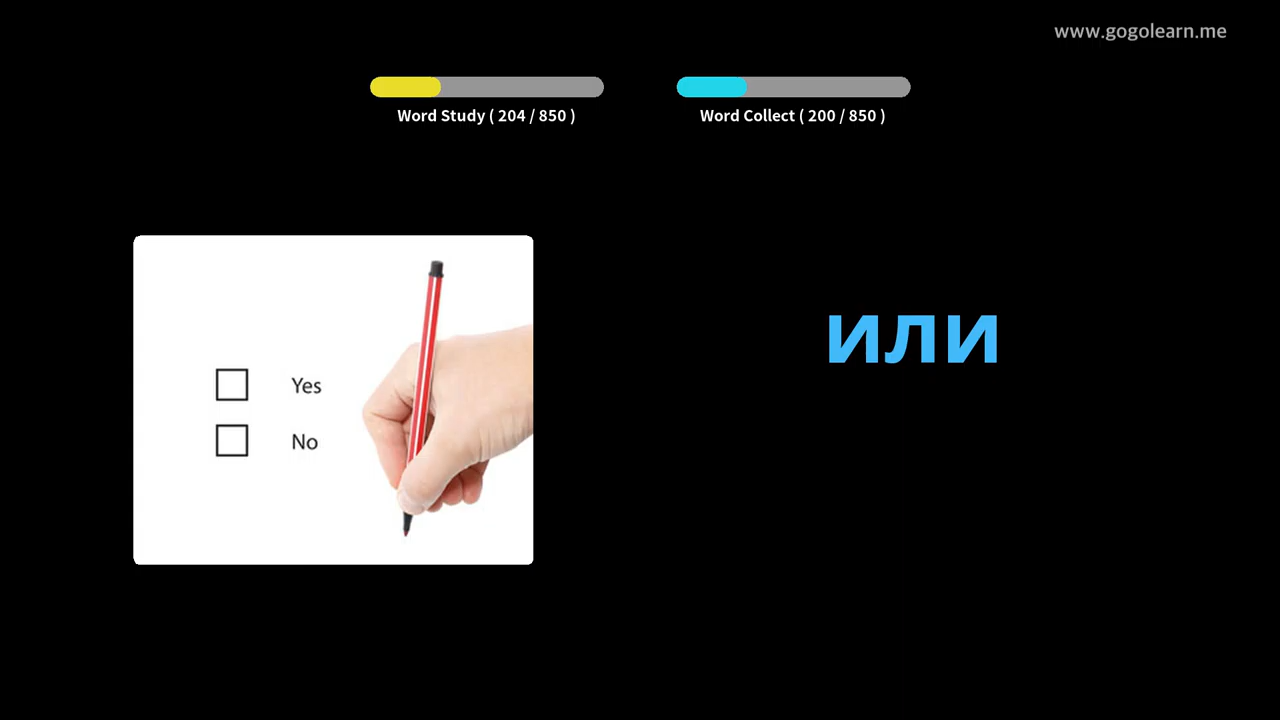 www.gogolearn.me
Word Study ( 204 / 850 )
Word Collect ( 200 / 850 )
Yes
No
или